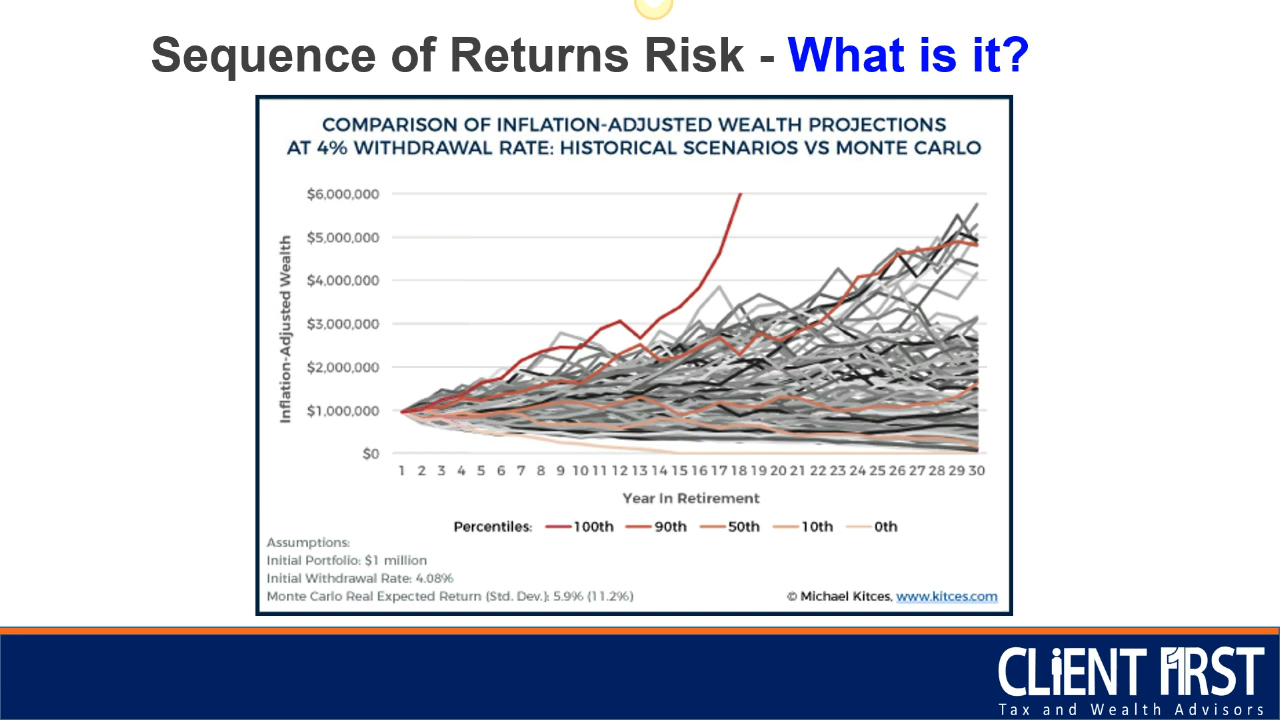 Sequence of Returns Risk - What is it?
COMPARISON OF INFLATION-ADJUSTED WEALTH PROJECTIONS
AT 4% WITHDRAWAL RATE: HISTORICAL SCENARIOS VS MONTE CARLO
Inflation-Adjusted Wealth
$6,000,000
$5,000,000
$4,000,000
$3,000,000
$2,000,000
$1,000,000
$0
1 2 3 4 5 6 7 8 9 10 11 12 13 14 15 16 17 18 19 20 21 22 23 24 25 26 27 28 29 30
Year In Retirement
Percentiles: 100th 90th 50th 10th 0th
Assumptions:
Initial Portfolio: $1 million
Initial Withdrawal Rate: 4.08%
Monte Carlo Real Expected Return (Std. Dev.): 5.9% (11.2%)
© Michael Kitces, www.kitces.com
CLiENT F1RST
Tax and Wealth Advisors